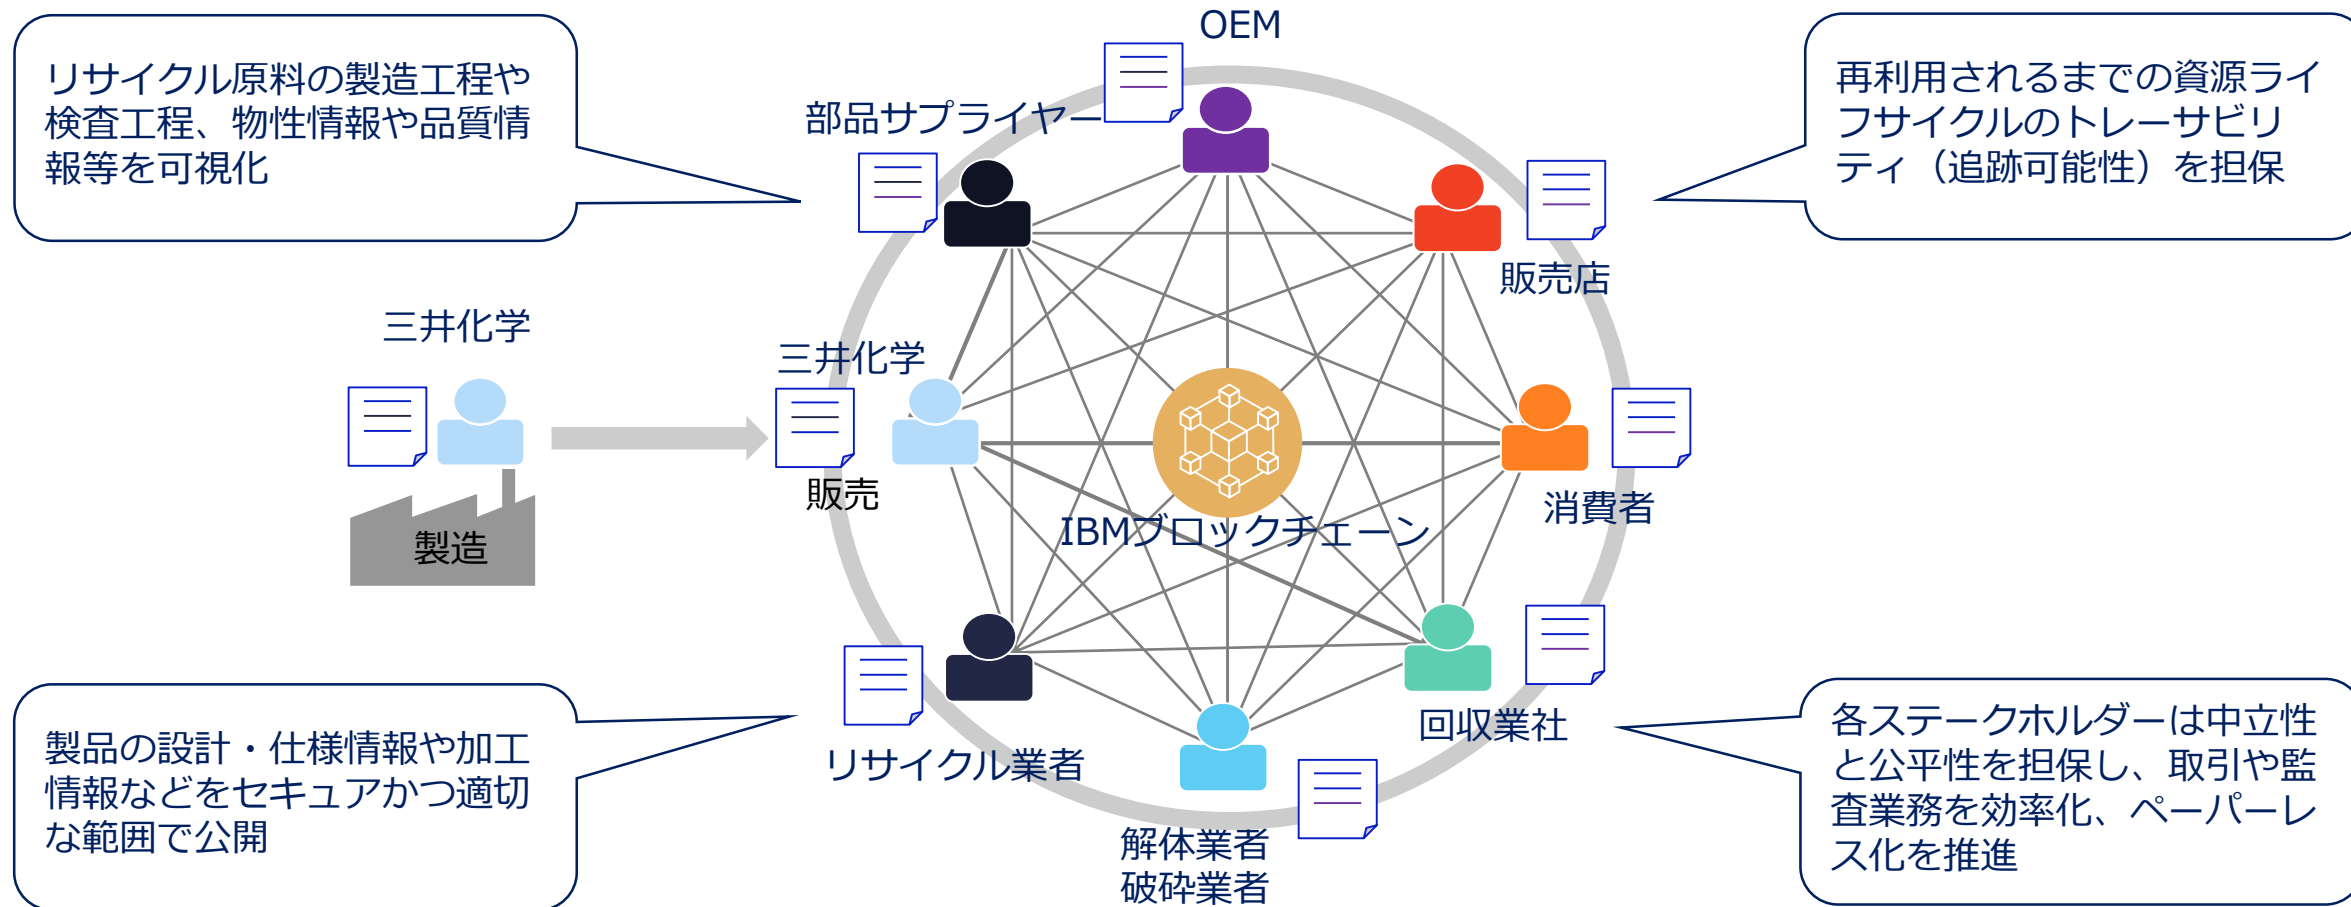 OEM
リサイクル原料の製造工程や
検査工程、物性情報や品質情
報等を可視化
再利用されるまでの資源ライ
フサイクルのトレーサビリ
ティ（追跡可能性）を担保
部品サプライヤー
販売店
三井化学
三井化学
販売
製造
IBMブロックチェーン
消費者
回収業社
リサイクル業者
解体業者
破砕業者
製品の設計・仕様情報や加工
情報などをセキュアかつ適切
な範囲で公開
各ステークホルダーは中立性
と公平性を担保し、取引や監
査業務を効率化、ペーパーレ
ス化を推進